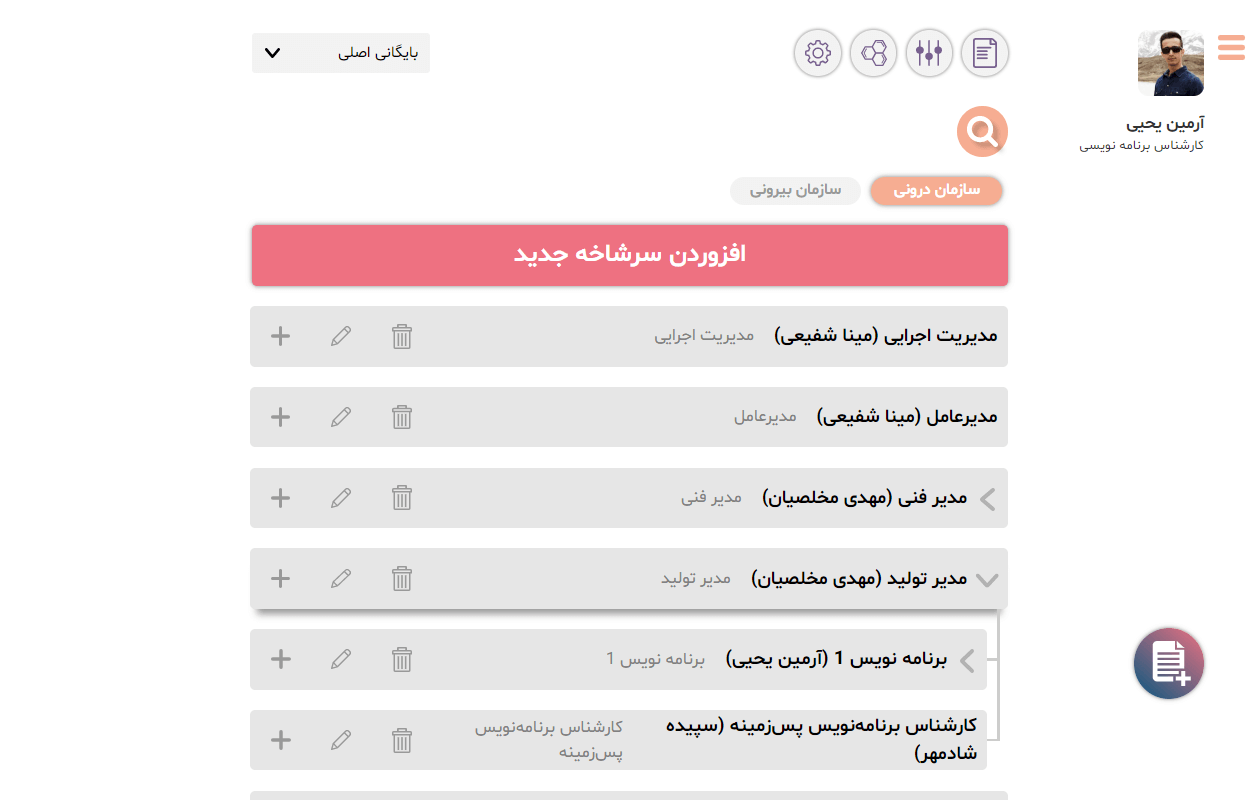 بایگانی اصلی
آرمین یحیی
کارشناس برنامه نویسی
سازمان درونی
سازمان بیرونی
افزوردن سرشاخه جدید
مدیریت اجرایی (مینا شفیعی) مدیریت اجرایی
مدیرعامل (مینا شفیعی) مدیرعامل
مدیر فنی (مهدی مخلصیان) مدیر فنی
مدیر تولید (مهدی مخلصیان) مدیر تولید
برنامه نویس 1 (آرمین یحیی) برنامه نویس 1
کارشناس برنامه‌نویس پس‌زمینه (سپیده
شادمهر)
کارشناس برنامه‌نویس
پس‌زمینه